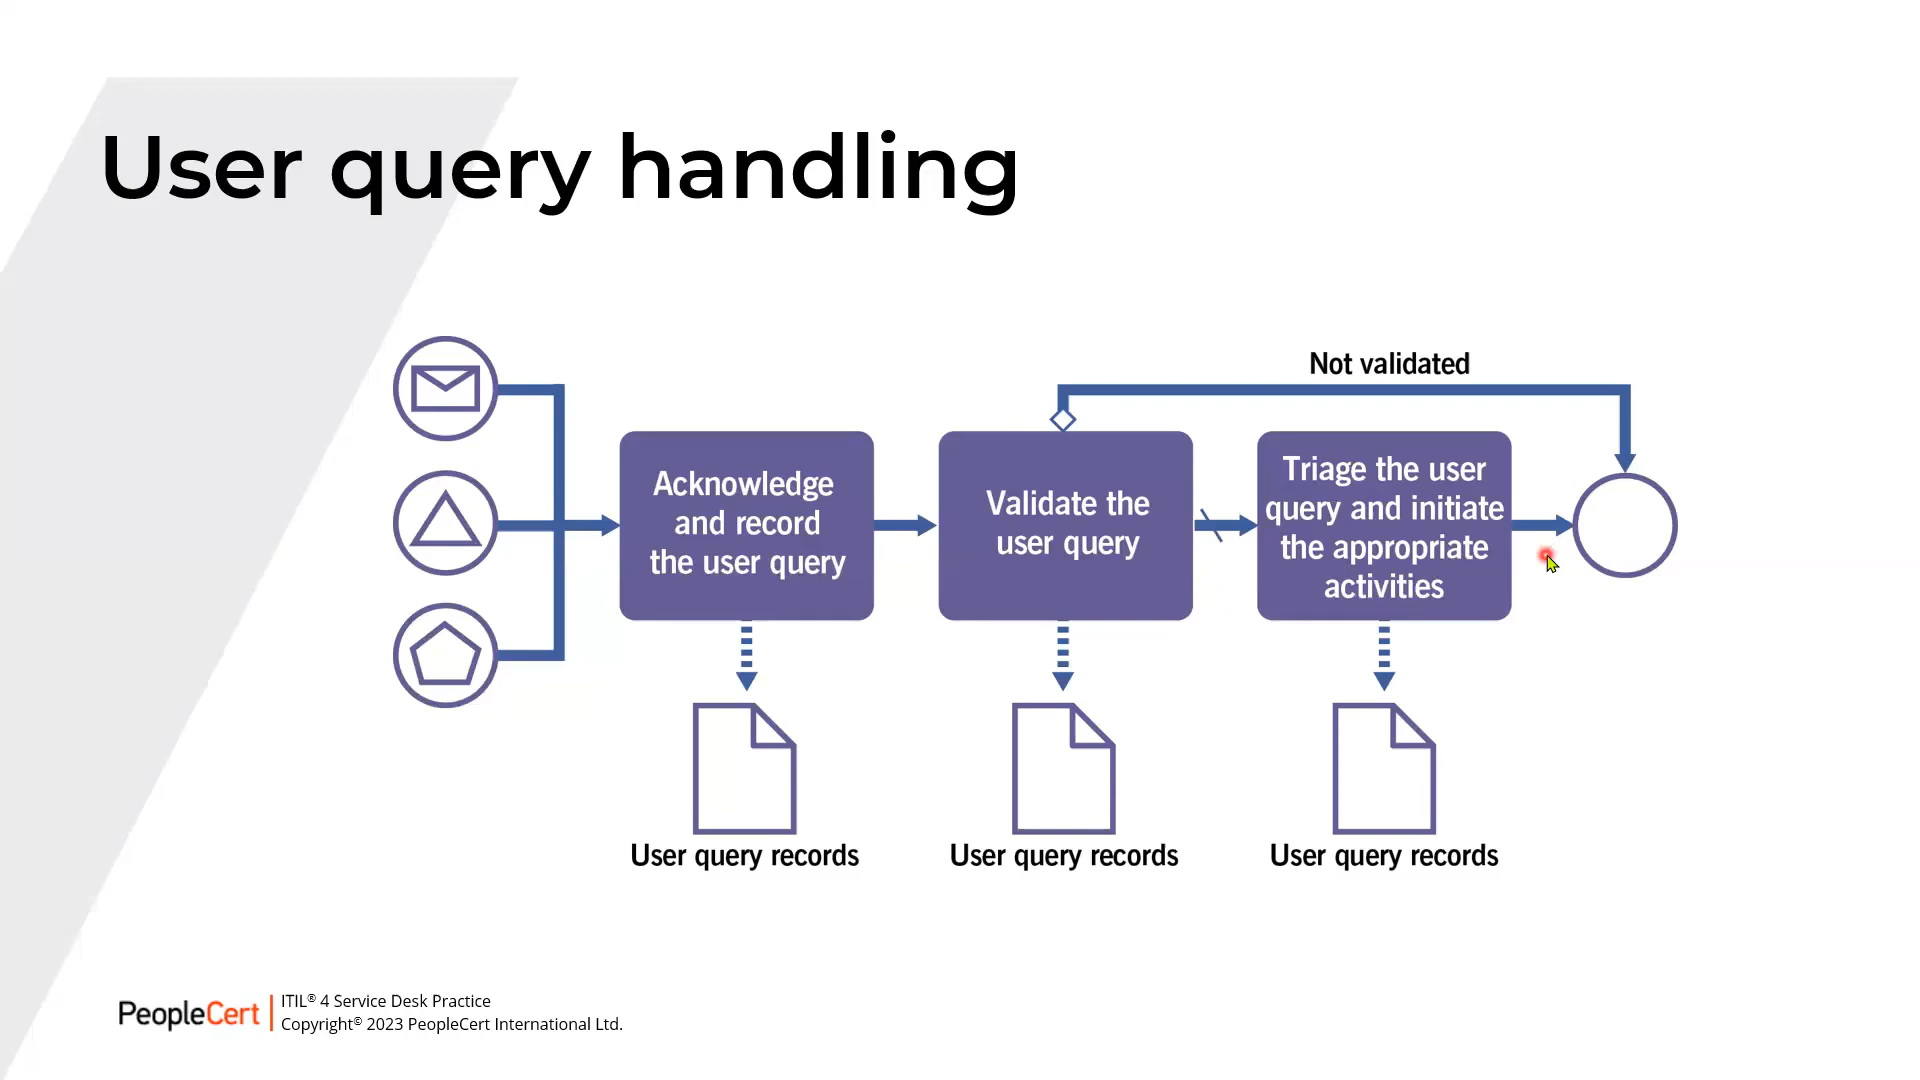 User query handling
Not validated
Acknowledge
and record
the user query
Validate the
user query
Triage the user
query and initiate
the appropriate
activities
User query records
User query records
User query records
PeopleCert
ITIL® 4 Service Desk Practice
Copyright© 2023 PeopleCert International Ltd.